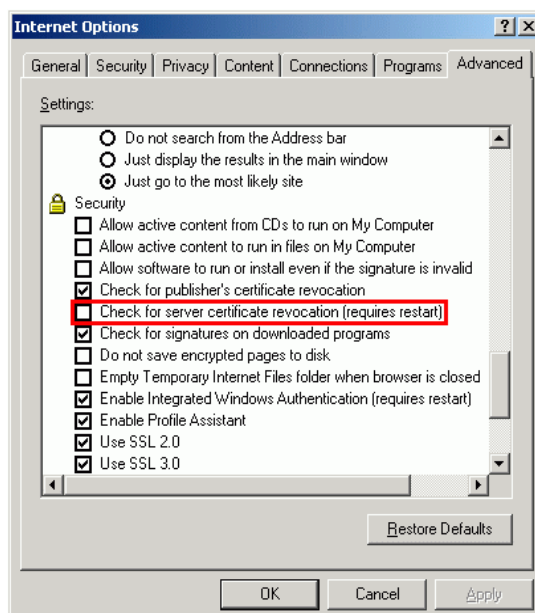 Internet Options
General Security Privacy Content Connections Programs Advanced
Settings:
Do not search from the Address bar
Just display the results in the main window
Just go to the most likely site
Security
Allow active content from CDs to run on My Computer
Allow active content to run in files on My Computer
Allow software to run or install even if the signature is invalid
Check for publisher's certificate revocation
Check for server certificate revocation (requires restart)
Check for signatures on downloaded programs
Do not save encrypted pages to disk
Empty Temporary Internet Files folder when browser is closed
Enable Integrated Windows Authentication (requires restart)
Enable Profile Assistant
Use SSL 2.0
Use SSL 3.0
Restore Defaults
OK Cancel Apply